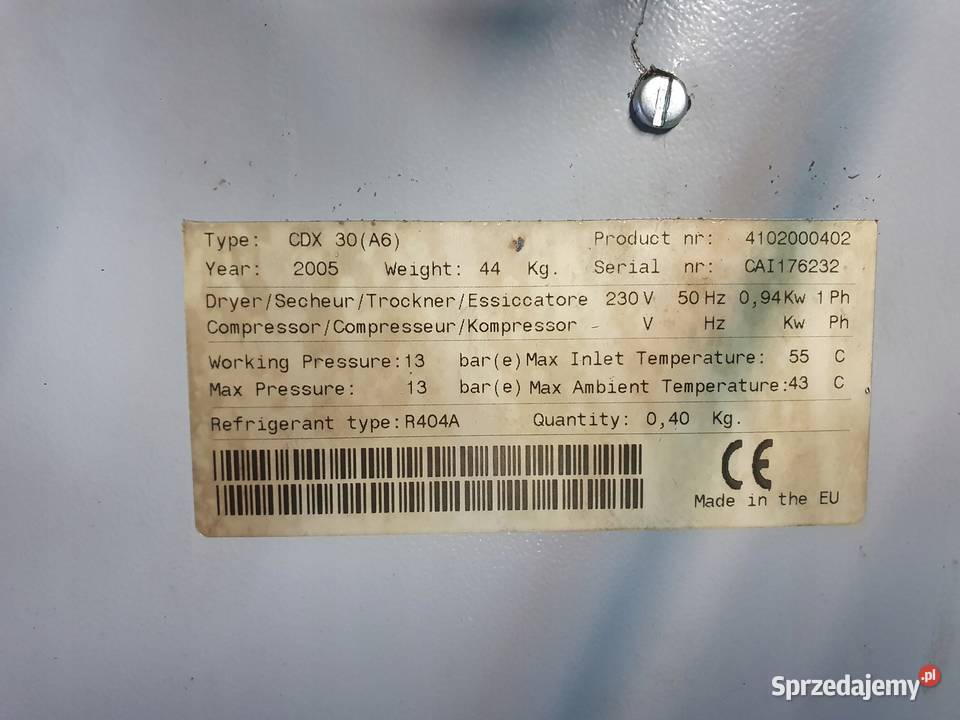 Type: CDX 30(A6) Product nr: 4102000402
Year: 2005 Weight: 44 Kg. Serial nr: CAI176232
Dryer/Secheur/Trockner/Essiccatore 230 V 50 Hz 0,94 Kw 1 Ph
Compressor/Compresseur/Kompressor - V Hz Kw Ph
Working Pressure: 13 bar(e) Max Inlet Temperature: 55 C
Max Pressure: 13 bar(e) Max Ambient Temperature: 43 C
Refrigerant type: R404A Quantity: 0,40 Kg.
CE
Made in the EU
Sprzedajemy.pl